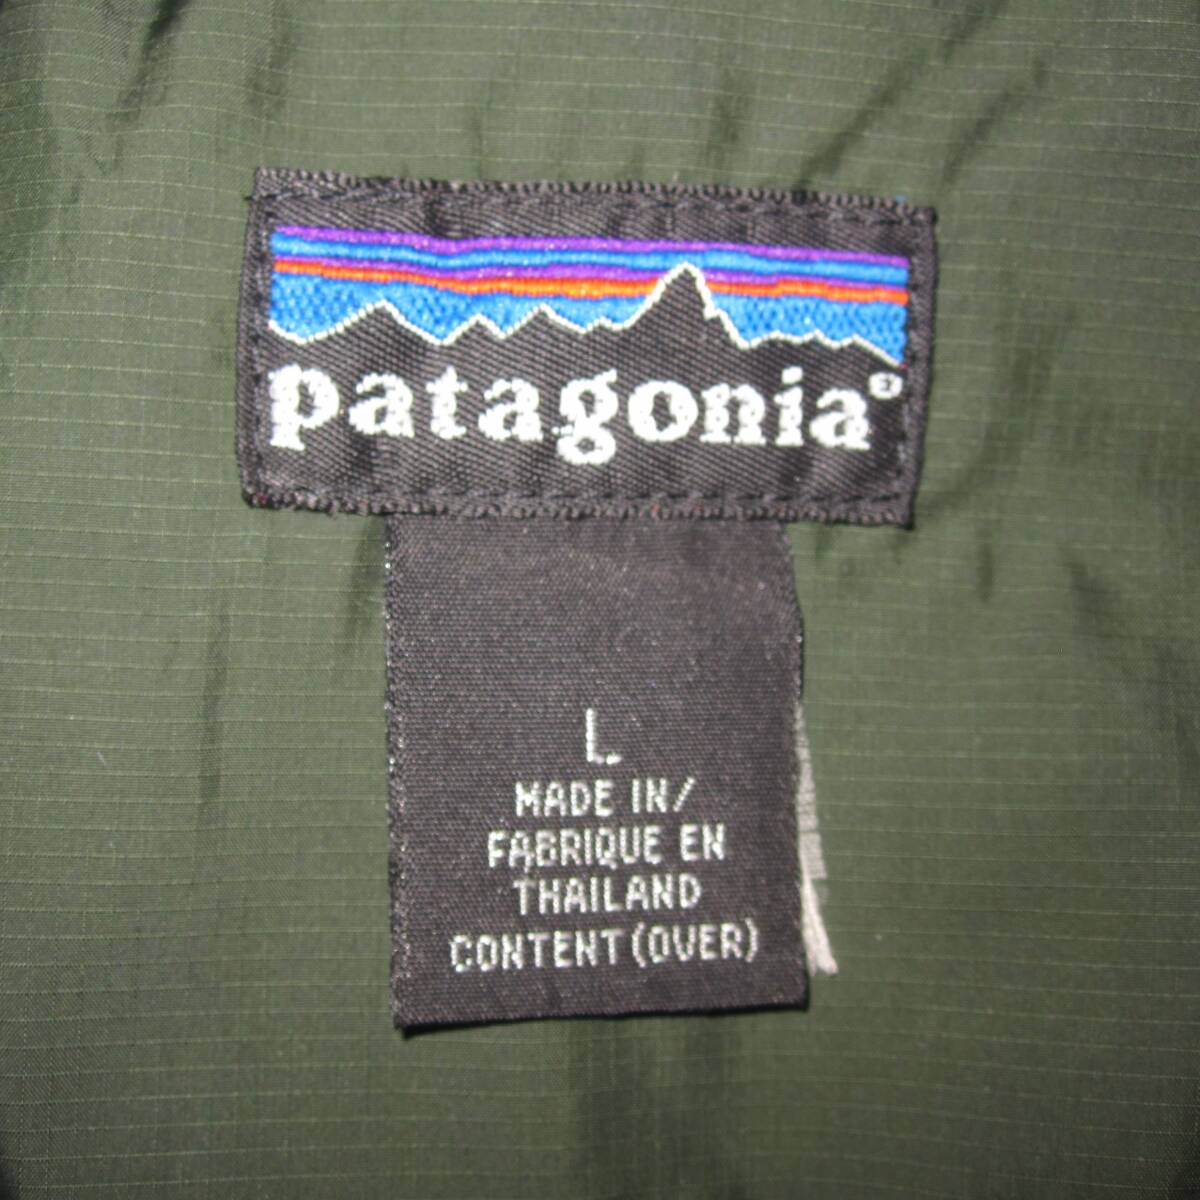 patagonia®
L
MADE IN/
FABRIQUE EN
THAILAND
CONTENT (OVER)